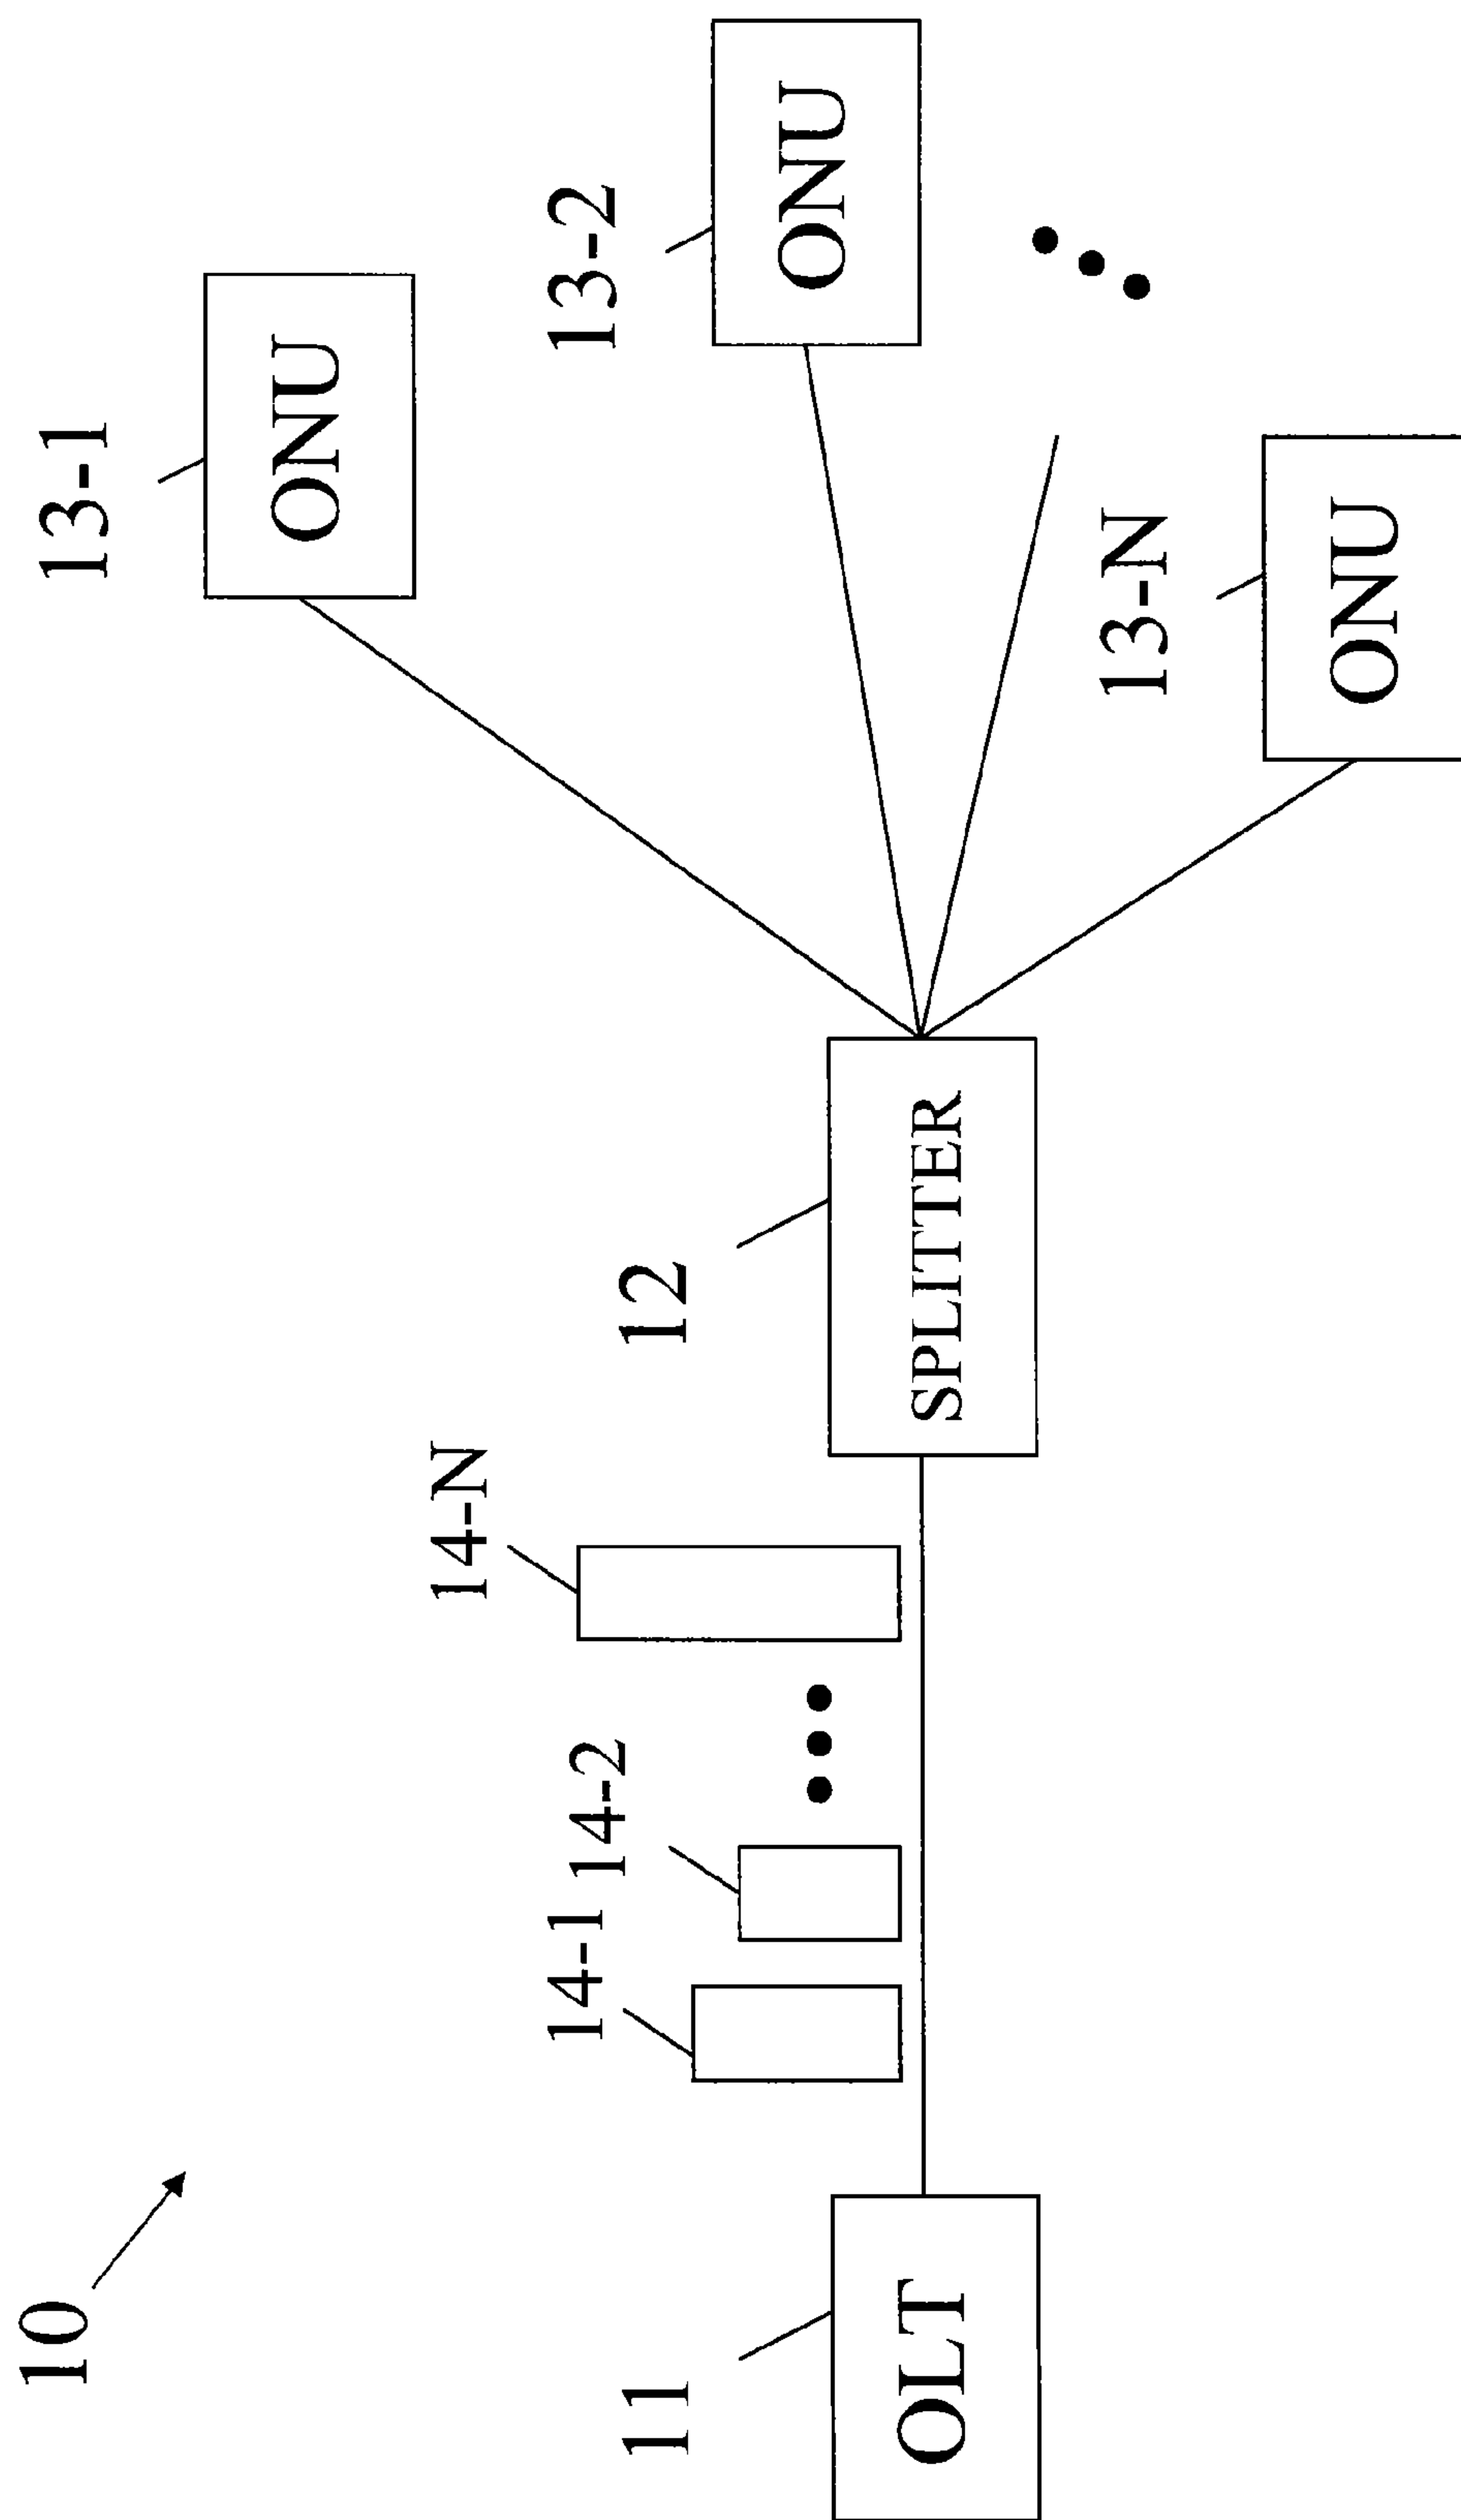 10
11
OLT
14-1
14-2
14-N
12
SPLITTER
13-1
ONU
13-2
ONU
13-N
ONU